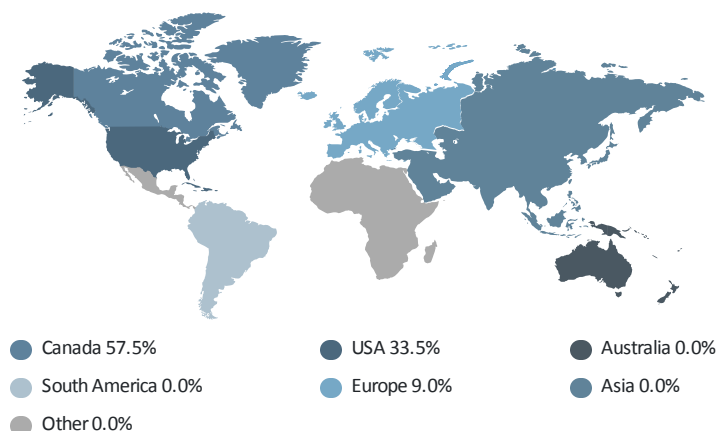 Canada 57.5%
USA 33.5%
Australia 0.0%
South America 0.0%
Europe 9.0%
Asia 0.0%
Other 0.0%